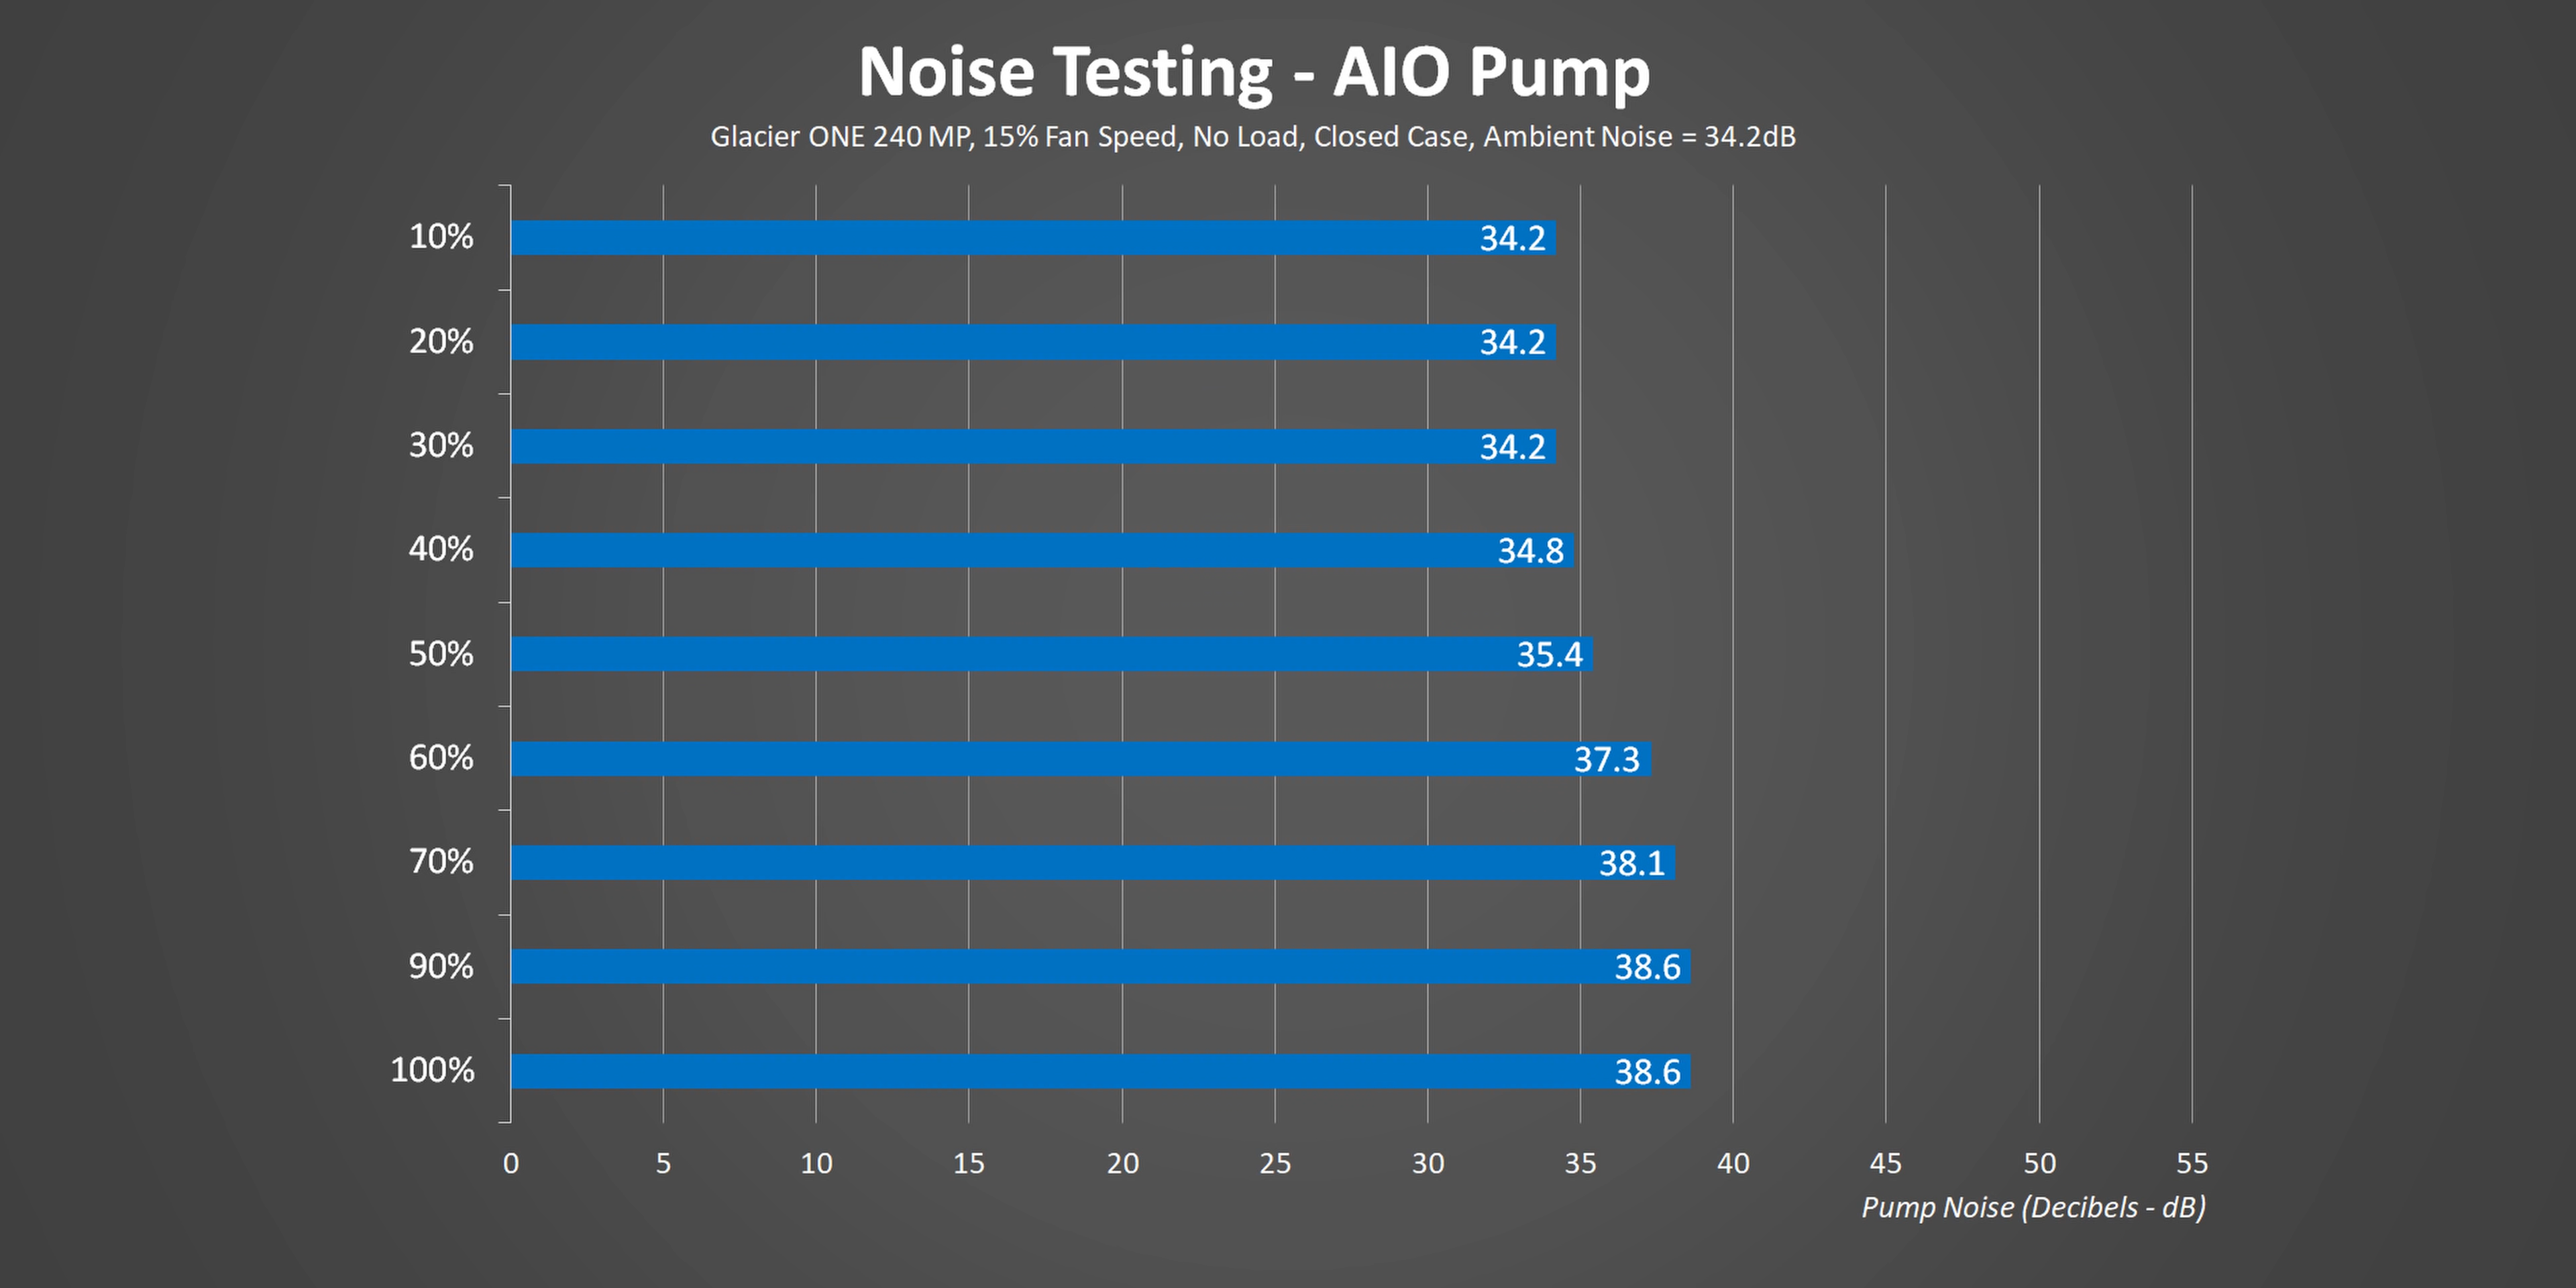 Noise Testing - AIO Pump
Glacier ONE 240 MP, 15% Fan Speed, No Load, Closed Case, Ambient Noise = 34.2dB
10% 34.2
20% 34.2
30% 34.2
40% 34.8
50% 35.4
60% 37.3
70% 38.1
90% 38.6
100% 38.6
0 5 10 15 20 25 30 35 40 45 50 55
Pump Noise (Decibels - dB)